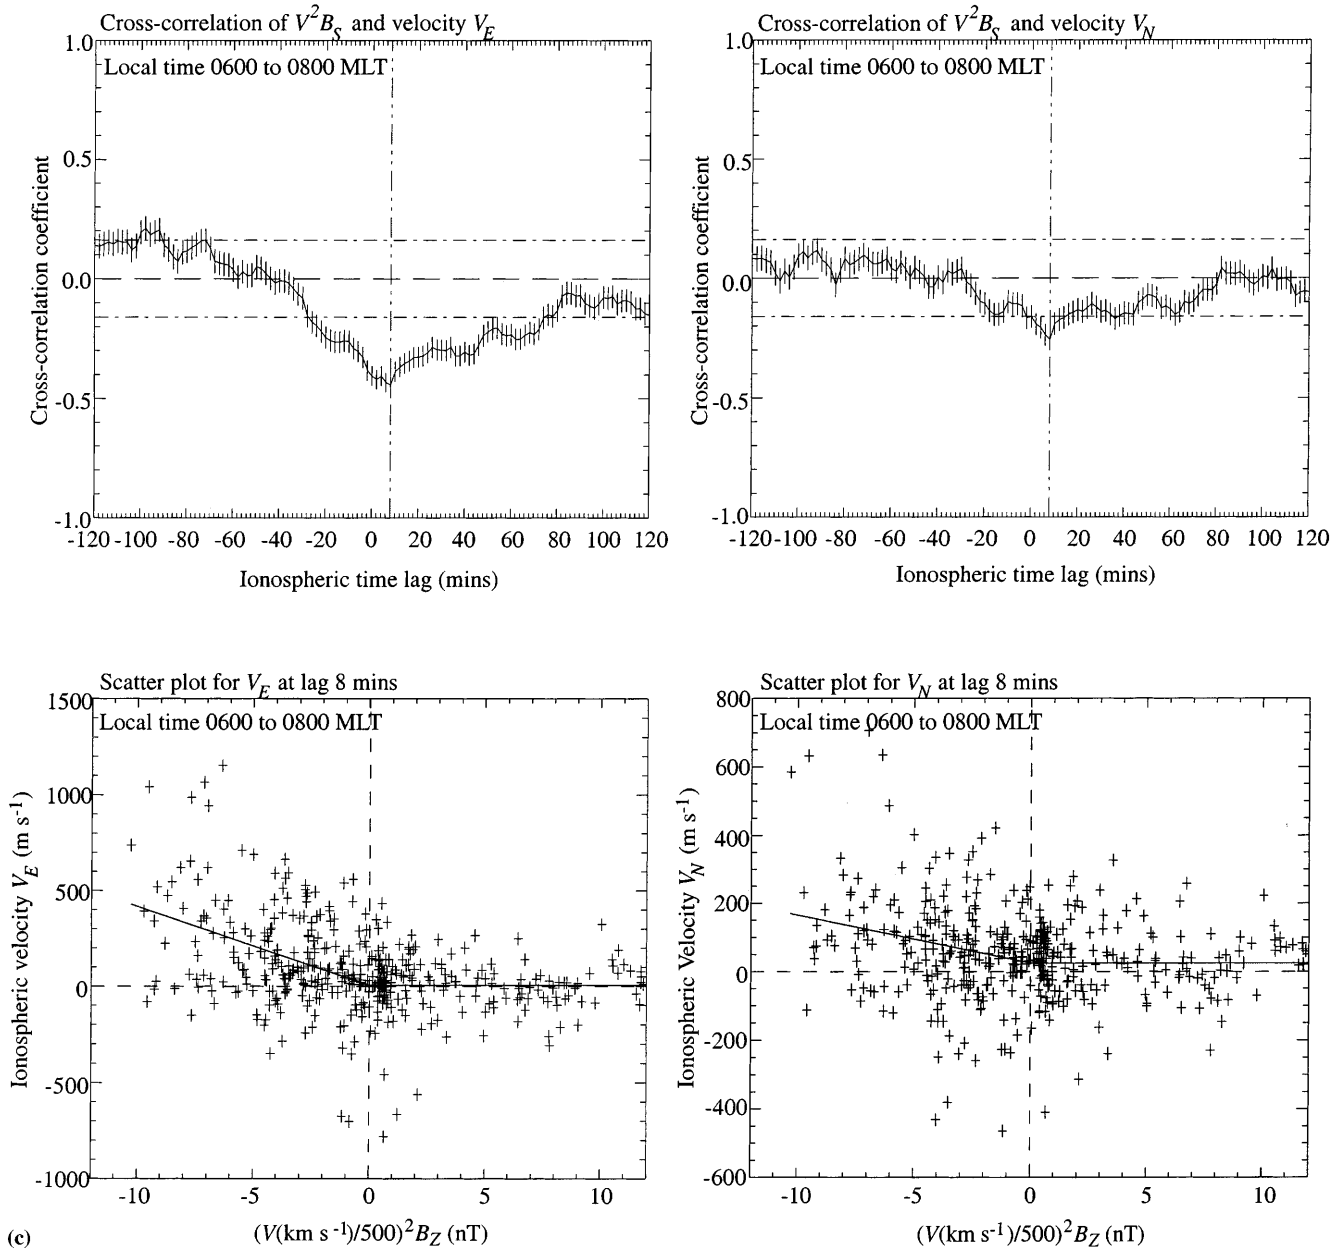 Cross-correlation of V²B_S and velocity V_E
Local time 0600 to 0800 MLT
Cross-correlation coefficient
1.0
0.5
0.0
-0.5
-1.0
-120 -100 -80 -60 -40 -20 0 20 40 60 80 100 120
Ionospheric time lag (mins)
Cross-correlation of V²B_S and velocity V_N
Local time 0600 to 0800 MLT
Cross-correlation coefficient
1.0
0.5
0.0
-0.5
-1.0
-120 -100 -80 -60 -40 -20 0 20 40 60 80 100 120
Ionospheric time lag (mins)
Scatter plot for V_E at lag 8 mins
Local time 0600 to 0800 MLT
Ionospheric velocity V_E (m s⁻¹)
1500
1000
500
0
-500
-1000
-10 -5 0 5 10
(V(km s⁻¹)/500)²B_Z (nT)
Scatter plot for V_N at lag 8 mins
Local time 0600 to 0800 MLT
Ionospheric Velocity V_N (m s⁻¹)
800
600
400
200
0
-200
-400
-600
-10 -5 0 5 10
(V(km s⁻¹)/500)²B_Z (nT)
(c)